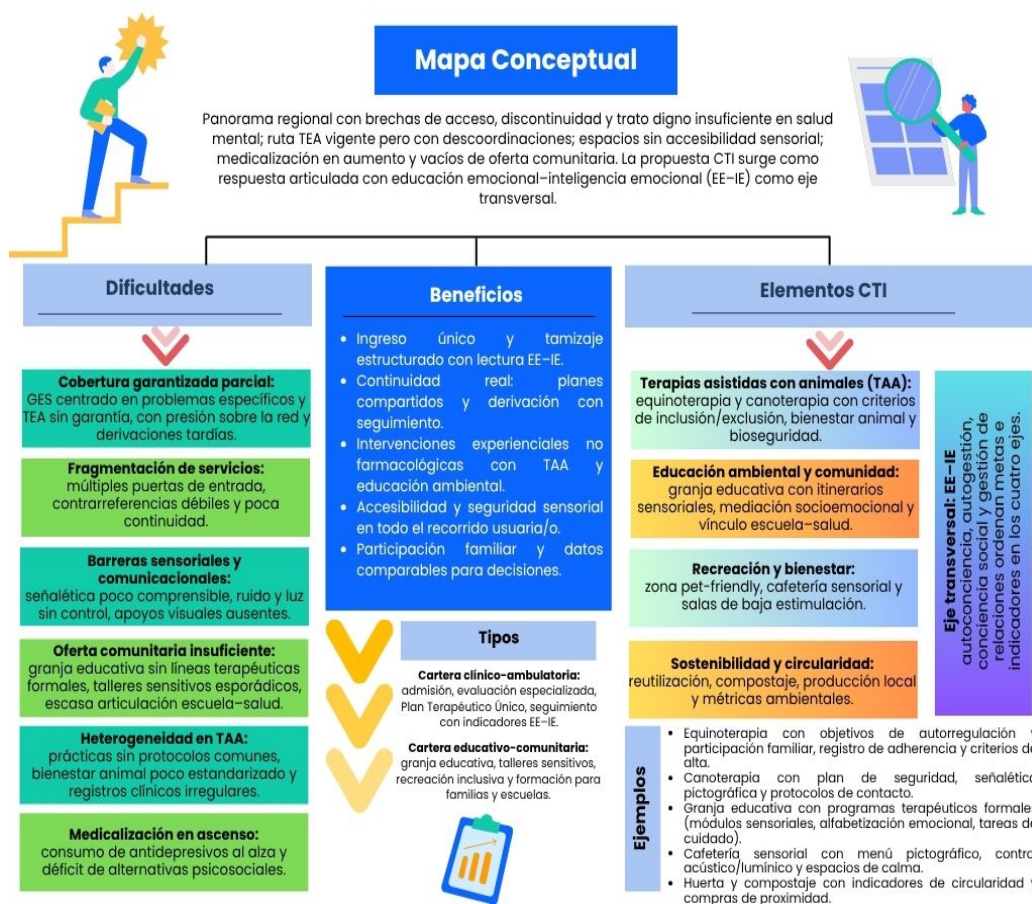 Mapa Conceptual
Panorama regional con brechas de acceso, discontinuidad y trato digno insuficiente en salud
mental; ruta TEA vigente pero con descoordinaciones; espacios sin accesibilidad sensorial;
medicalización en aumento y vacíos de oferta comunitaria. La propuesta CTI surge como
respuesta articulada con educación emocional–inteligencia emocional (EE–IE) como eje
transversal.
Dificultades
Cobertura garantizada parcial:
GES centrado en problemas específicos y
TEA sin garantía, con presión sobre la red y
derivaciones tardías.
Fragmentación de servicios:
múltiples puertas de entrada,
contrarreferencias débiles y poca
continuidad.
Barreras sensoriales y
comunicacionales:
señalética poco comprensible, ruido y luz
sin control, apoyos visuales ausentes.
Oferta comunitaria insuficiente:
granja educativa sin líneas terapéuticas
formales, talleres sensitivos esporádicos,
escasa articulación escuela–salud.
Heterogeneidad en TAA:
prácticas sin protocolos comunes,
bienestar animal poco estandarizado y
registros clínicos irregulares.
Medicalización en ascenso:
consumo de antidepresivos al alza y
déficit de alternativas psicosociales.
Beneficios
• Ingreso único y tamizaje
estructurado con lectura EE–IE.
• Continuidad real: planes
compartidos y derivación con
seguimiento.
• Intervenciones experienciales no
farmacológicas con TAA y
educación ambiental.
• Accesibilidad y seguridad sensorial
en todo el recorrido usuaria/o.
• Participación familiar y datos
comparables para decisiones.
Tipos
Cartera clínico-ambulatoria:
admisión, evaluación especializada,
Plan Terapéutico Único, seguimiento
con indicadores EE–IE.
Cartera educativo-comunitaria:
granja educativa, talleres sensitivos,
recreación inclusiva y formación para
familias y escuelas.
Elementos CTI
Terapias asistidas con animales (TAA):
equinoterapia y canoterapia con criterios
de inclusión/exclusión, bienestar animal y
bioseguridad.
Educación ambiental y comunidad:
granja educativa con itinerarios
sensoriales, mediación socioemocional y
vínculo escuela–salud.
Recreación y bienestar:
zona pet-friendly, cafetería sensorial y
salas de baja estimulación.
Sostenibilidad y circularidad:
reutilización, compostaje, producción local
y métricas ambientales.
Eje transversal: EE–IE
autoconciencia, autogestión,
conciencia social y gestión de
relaciones ordenan metas e
indicadores en los cuatro ejes.
Ejemplos
• Equinoterapia con objetivos de autorregulación y
participación familiar, registro de adherencia y criterios de
alta.
• Canoterapia con plan de seguridad, señalética
pictográfica y protocolos de contacto.
• Granja educativa con programas terapéuticos formales
(módulos sensoriales, alfabetización emocional, tareas de
cuidado).
• Cafetería sensorial con menú pictográfico, control
acústico/lumínico y espacios de calma.
• Huerta y compostaje con indicadores de circularidad y
compras de proximidad.